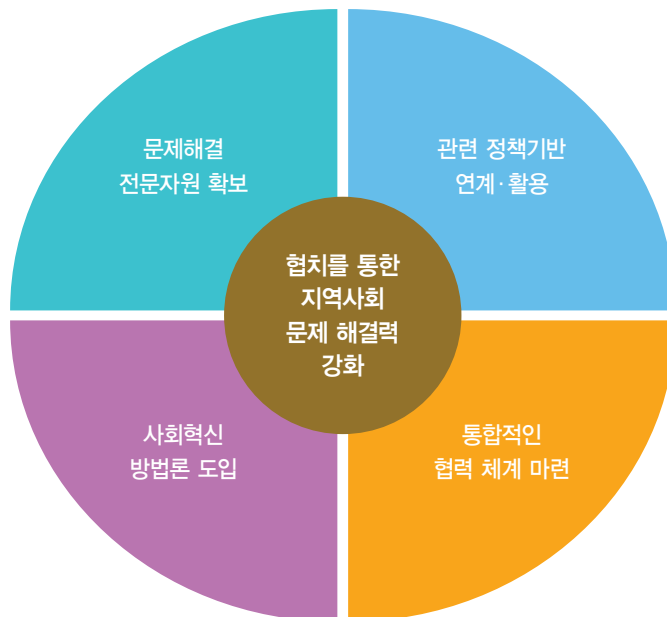 문제해결
전문자원 확보
관련 정책기반
연계·활용
협치를 통한
지역사회
문제 해결력
강화
사회혁신
방법론 도입
통합적인
협력 체계 마련